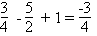 3/4 - 5/2 + 1 = -3/4